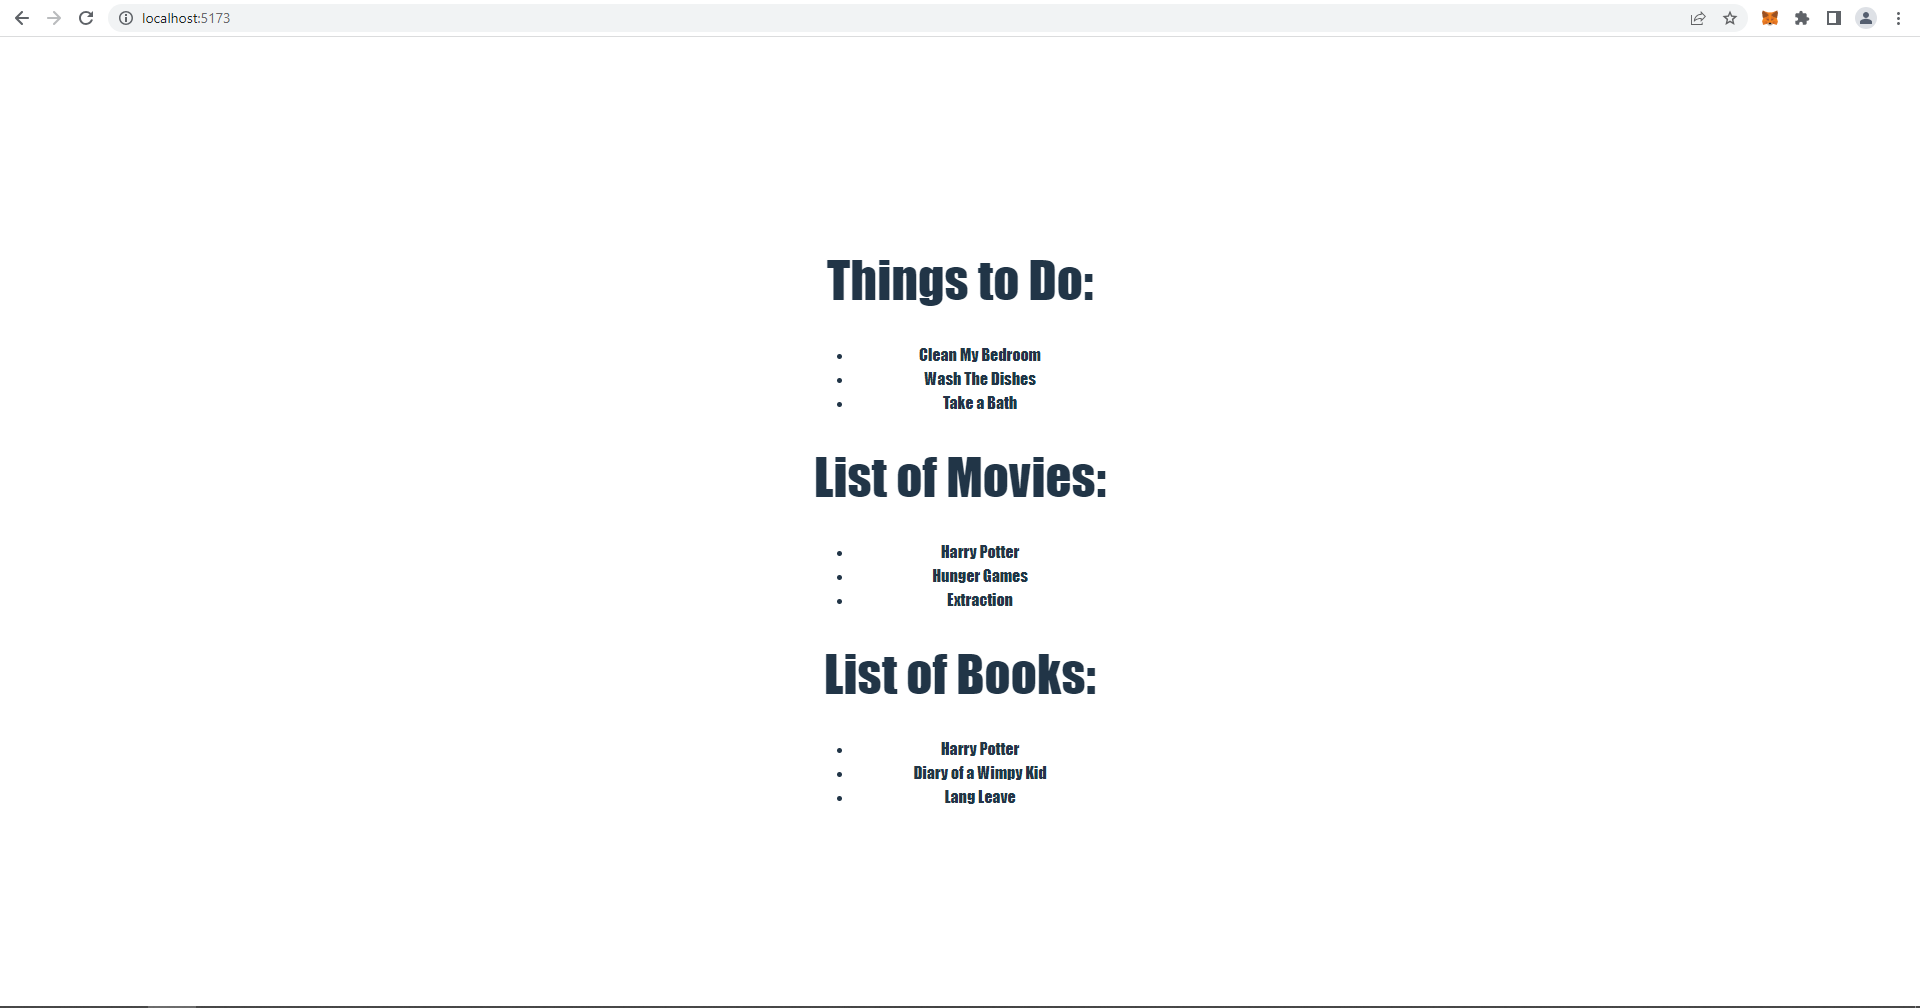 localhost:5173
Things to Do:
Clean My Bedroom
Wash The Dishes
Take a Bath
List of Movies:
Harry Potter
Hunger Games
Extraction
List of Books:
Harry Potter
Diary of a Wimpy Kid
Lang Leave